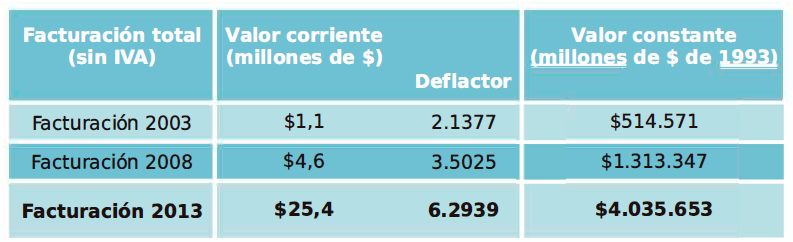 Facturación total
(sin IVA)
Valor corriente
(millones de $)
Deflactor
Valor constante
(millones de $ de 1993)
Facturación 2003 $1,1 2.1377 $514.571
Facturación 2008 $4,6 3.5025 $1.313.347
Facturación 2013 $25,4 6.2939 $4.035.653